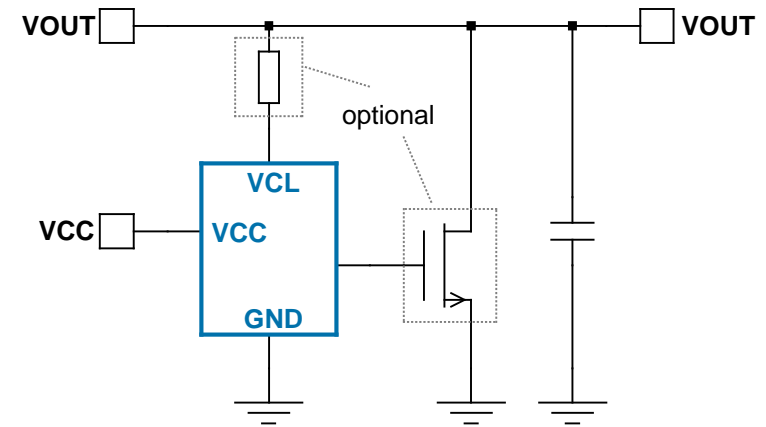 VOUT
VOUT
optional
VCL
VCC
VCC
GND